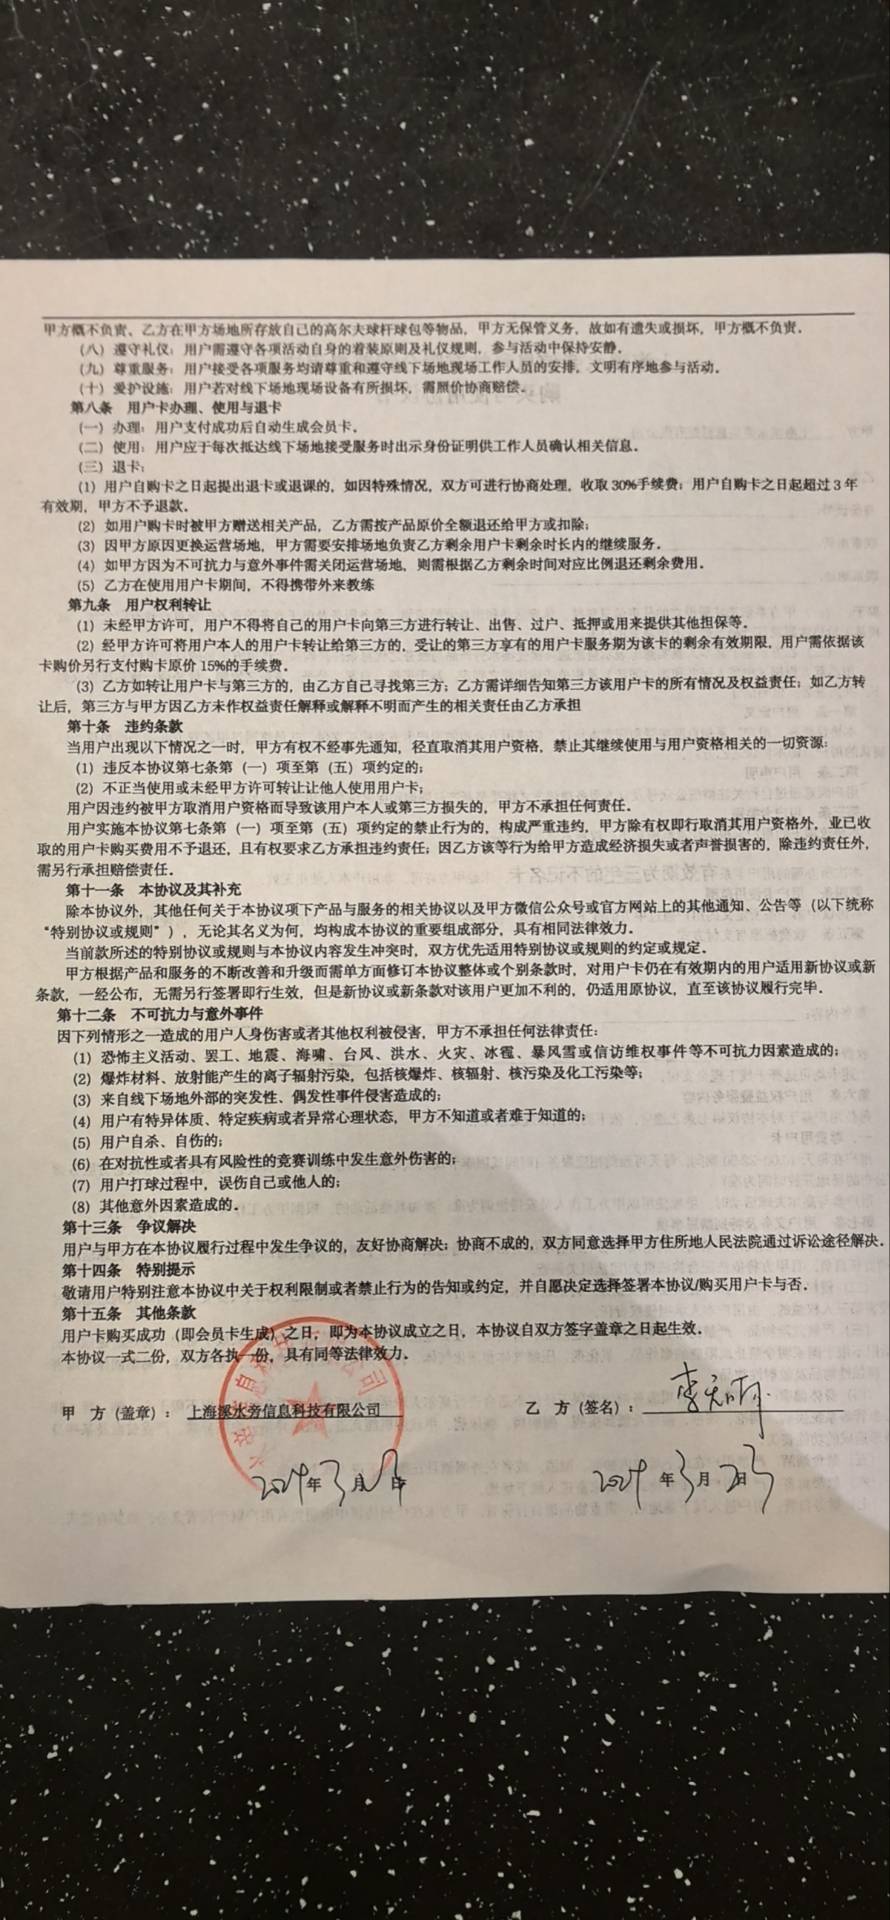 甲方概不负责、乙方在甲方场地所存放自己的高尔夫球杆球包等物品，甲方无保管义务，故如有遗失或损坏，甲方概不负责。
（八）遵守礼仪：用户需遵守各项活动自身的着装原则及礼仪规则，参与活动中保持安静。
（九）尊重服务：用户接受各项服务均请尊重和遵守线下场地现场工作人员的安排，文明有序地参与活动。
（十）爱护设施：用户若对线下场地现场设备有所损坏，需照价协商赔偿。
第八条 用户卡办理、使用与退卡
（一）办理：用户支付成功后自动生成会员卡。
（二）使用：用户应于每次抵达线下场地接受服务时出示身份证明供工作人员确认相关信息。
（三）退卡：
（1）用户自购卡之日起提出退卡或退课的，如因特殊情况，双方可进行协商处理，收取30%手续费；用户自购卡之日起超过3年
有效期，甲方不予退款。
（2）如用户购卡时被甲方赠送相关产品，乙方需按产品原价全额退还给甲方或扣除；
（3）因甲方原因更换运营场地，甲方需要安排场地负责乙方剩余用户卡剩余时长内的继续服务。
（4）如甲方因为不可抗力与意外事件需关闭运营场地，则需根据乙方剩余时间对应比例退还剩余费用。
（5）乙方在使用用户卡期间，不得携带外来教练
第九条 用户权利转让
（1）未经甲方许可，用户不得将自己的用户卡向第三方进行转让、出售、过户、抵押或用来提供其他担保等。
（2）经甲方许可将用户本人的用户卡转让给第三方的，受让的第三方享有的用户卡服务期为该卡的剩余有效期限，用户需依据该
卡购价另行支付购卡原价15%的手续费。
（3）乙方如转让用户卡与第三方的，由乙方自己寻找第三方；乙方需详细告知第三方该用户卡的所有情况及权益责任；如乙方转
让后，第三方与甲方因乙方未作权益责任解释或解释不明而产生的相关责任由乙方承担
第十条 违约条款
当用户出现以下情况之一时，甲方有权不经事先通知，径直取消其用户资格，禁止其继续使用与用户资格相关的一切资源：
（1）违反本协议第七条第（一）项至第（五）项约定的；
（2）不正当使用或未经甲方许可转让让他人使用用户卡；
用户因违约被甲方取消用户资格而导致该用户本人或第三方损失的，甲方不承担任何责任。
用户实施本协议第七条第（一）项至第（五）项约定的禁止行为的，构成严重违约，甲方除有权即行取消其用户资格外，业已收
取的用户卡购买费用不予退还，且有权要求乙方承担违约责任；因乙方该等行为给甲方造成经济损失或者声誉损害的，除违约责任外，
需另行承担赔偿责任。
第十一条 本协议及其补充
除本协议外，其他任何关于本协议项下产品与服务的相关协议以及甲方微信公众号或官方网站上的其他通知、公告等（以下统称
“特别协议或规则”），无论其名义为何，均构成本协议的重要组成部分，具有相同法律效力。
当前款所述的特别协议或规则与本协议内容发生冲突时，双方优先适用特别协议或规则的约定或规定。
甲方根据产品和服务的不断改善和升级而需单方面修订本协议整体或个别条款时，对用户卡仍在有效期内的用户适用新协议或新
条款，一经公布，无需另行签署即行生效，但是新协议或新条款对该用户更加不利的，仍适用原协议，直至该协议履行完毕。
第十二条 不可抗力与意外事件
因下列情形之一造成的用户人身伤害或者其他权利被侵害，甲方不承担任何法律责任：
（1）恐怖主义活动、罢工、地震、海啸、台风、洪水、火灾、冰雹、暴风雪或信访维权事件等不可抗力因素造成的；
（2）爆炸材料、放射能产生的离子辐射污染，包括核爆炸、核辐射、核污染及化工污染等；
（3）来自线下场地外部的突发性、偶发性事件侵害造成的；
（4）用户有特异体质、特定疾病或者异常心理状态，甲方不知道或者难于知道的；
（5）用户自杀、自伤的；
（6）在对抗性或者具有风险性的竞赛训练中发生意外伤害的；
（7）用户打球过程中，误伤自己或他人的；
（8）其他意外因素造成的。
第十三条 争议解决
用户与甲方在本协议履行过程中发生争议的，友好协商解决；协商不成的，双方同意选择甲方住所地人民法院通过诉讼途径解决。
第十四条 特别提示
敬请用户特别注意本协议中关于权利限制或者禁止行为的告知或约定，并自愿决定选择签署本协议/购买用户卡与否。
第十五条 其他条款
用户卡购买成功（即会员卡生成）之日，即为本协议成立之日，本协议自双方签字盖章之日起生效。
本协议一式二份，双方各执一份，具有同等法律效力。
甲 方（盖章）：上海溪水旁信息科技有限公司 乙 方（签名）：
2024年3月 日 2024年3月 日